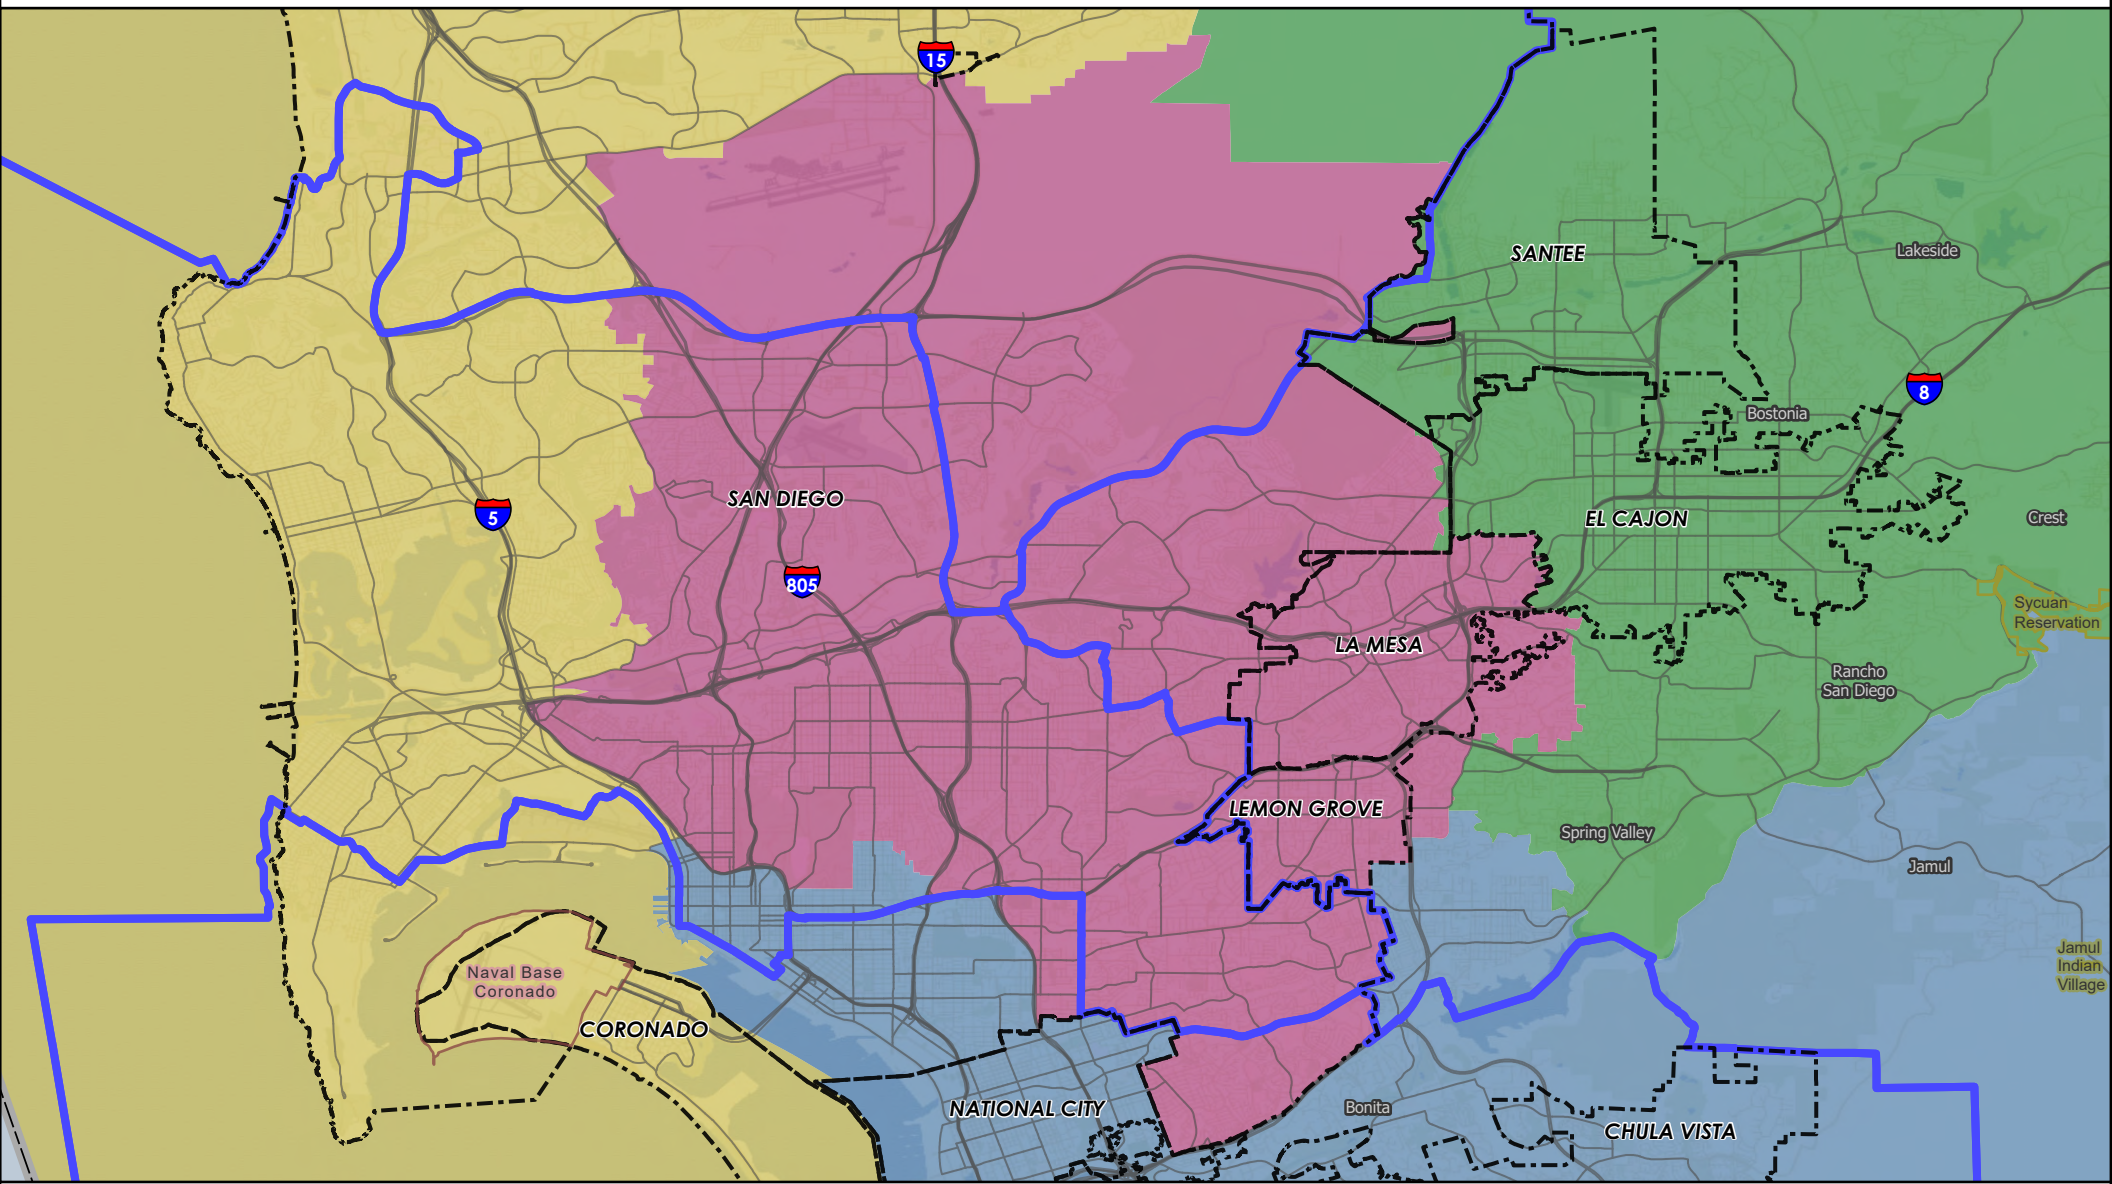 15
SANTEE
Lakeside
8
Bostonia
SAN DIEGO
5
EL CAJON
Crest
805
Sycuan
Reservation
LA MESA
Rancho
San Diego
LEMON GROVE
Spring Valley
Jamul
Naval Base
Coronado
Jamul
Indian
Village
CORONADO
NATIONAL CITY
Bonita
CHULA VISTA